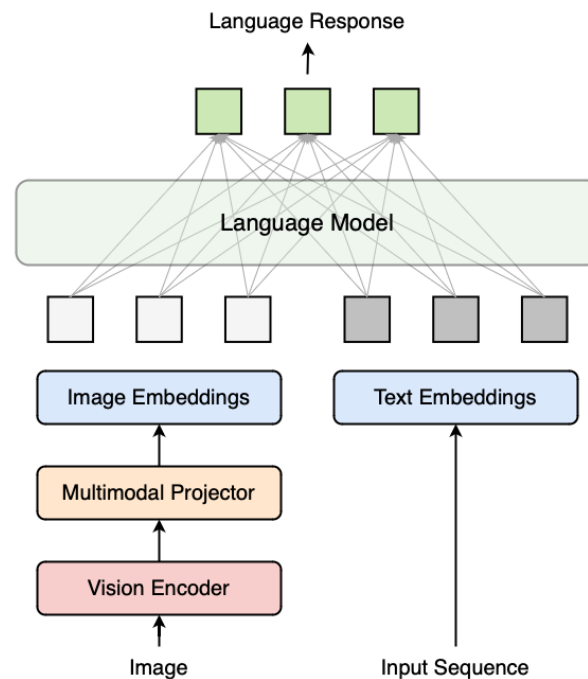 Language Response
Language Model
Image Embeddings
Text Embeddings
Multimodal Projector
Vision Encoder
Image
Input Sequence